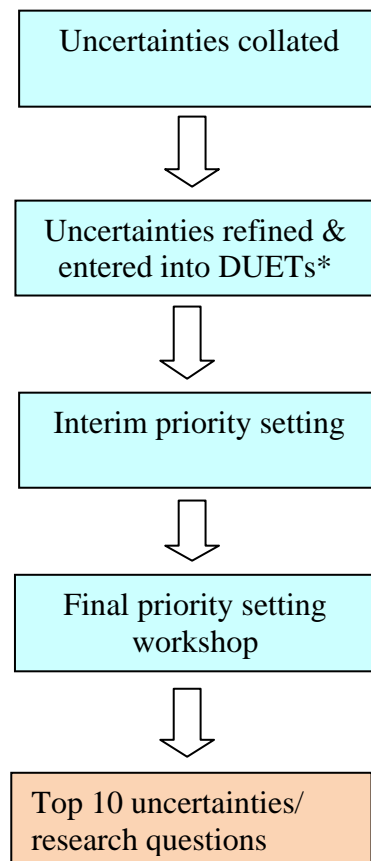 Uncertainties collated
Uncertainties refined &
entered into DUETs*
Interim priority setting
Final priority setting
workshop
Top 10 uncertainties/
research questions